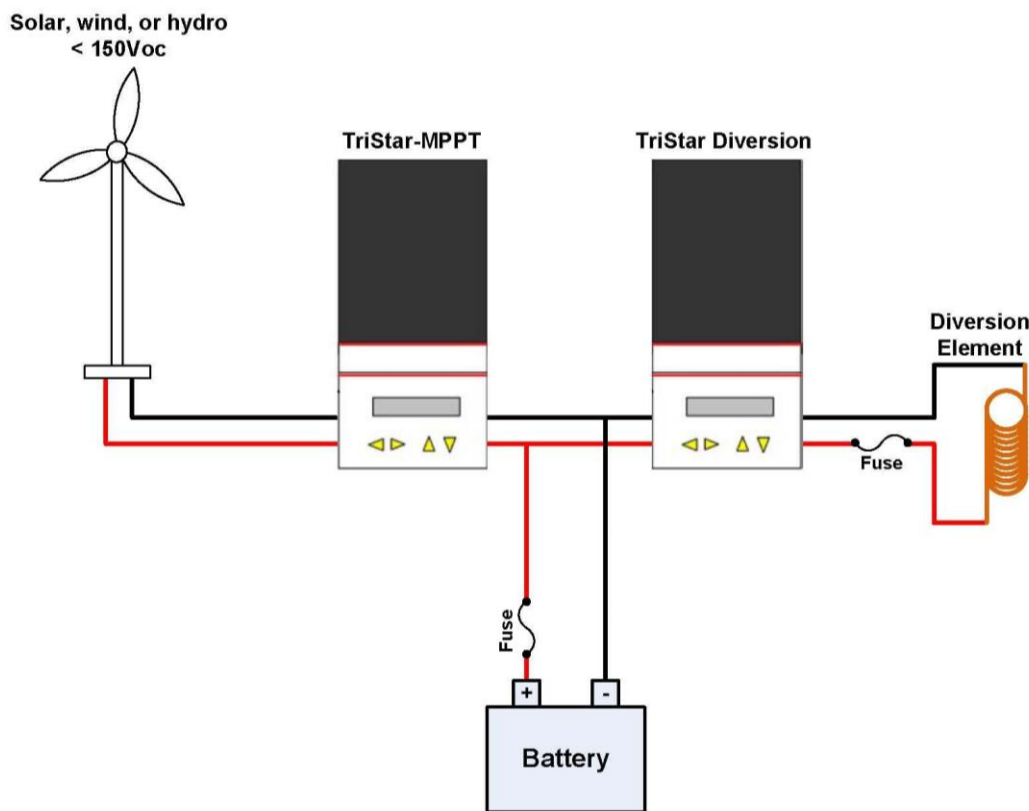 Solar, wind, or hydro
< 150Voc
TriStar-MPPT
TriStar Diversion
Diversion
Element
Fuse
Fuse
+
-
Battery